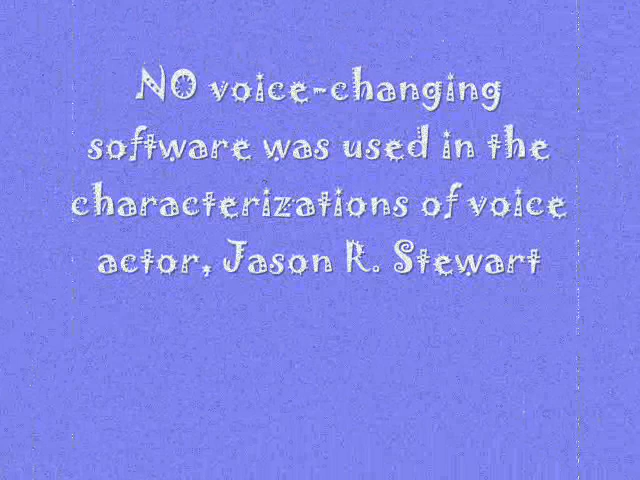 NO voice-changing
software was used in the
characterizations of voice
actor, Jason R. Stewart